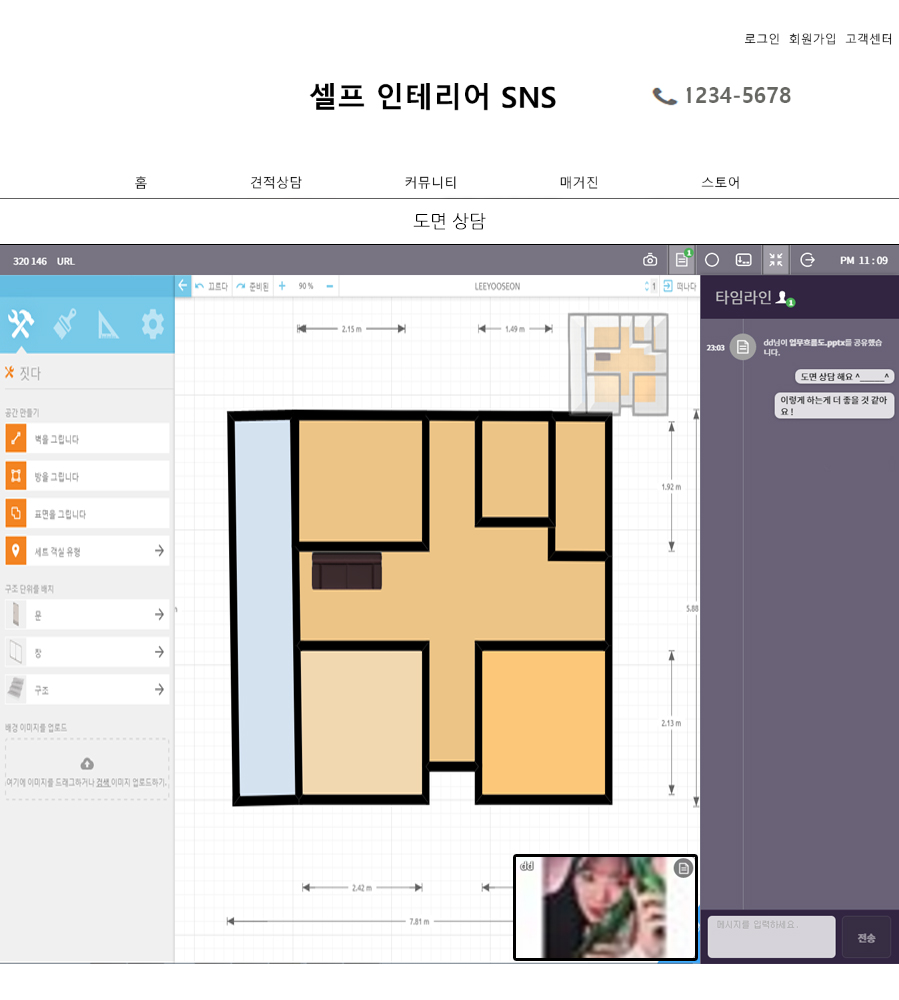 로그인 회원가입 고객센터
셀프 인테리어 SNS
1234-5678
홈 견적상담 커뮤니티 매거진 스토어
도면 상담
320 146 URL
1
PM 11 : 09
끄르다 준비된 + 90 % −
LEEYOOSEON
1 떠나다
타임라인 1
짓다
공간 만들기
벽을 그립니다
방을 그립니다
표면을 그립니다
세트 객실 유형
구조 단위를 배치
문
창
구조
배경 이미지를 업로드
여기에 이미지를 드래그하거나 검색 이미지 업로드하기.
2.15 m
1.49 m
1.92 m
5.88
2.13 m
2.42 m
7.81 m
dd
23:03
dd님이 업무흐름도.pptx를 공유했습
니다.
도면 상담 해요 ^_____^
이렇게 하는게 더 좋을 것 같아
요 !
메시지를 입력하세요.
전송